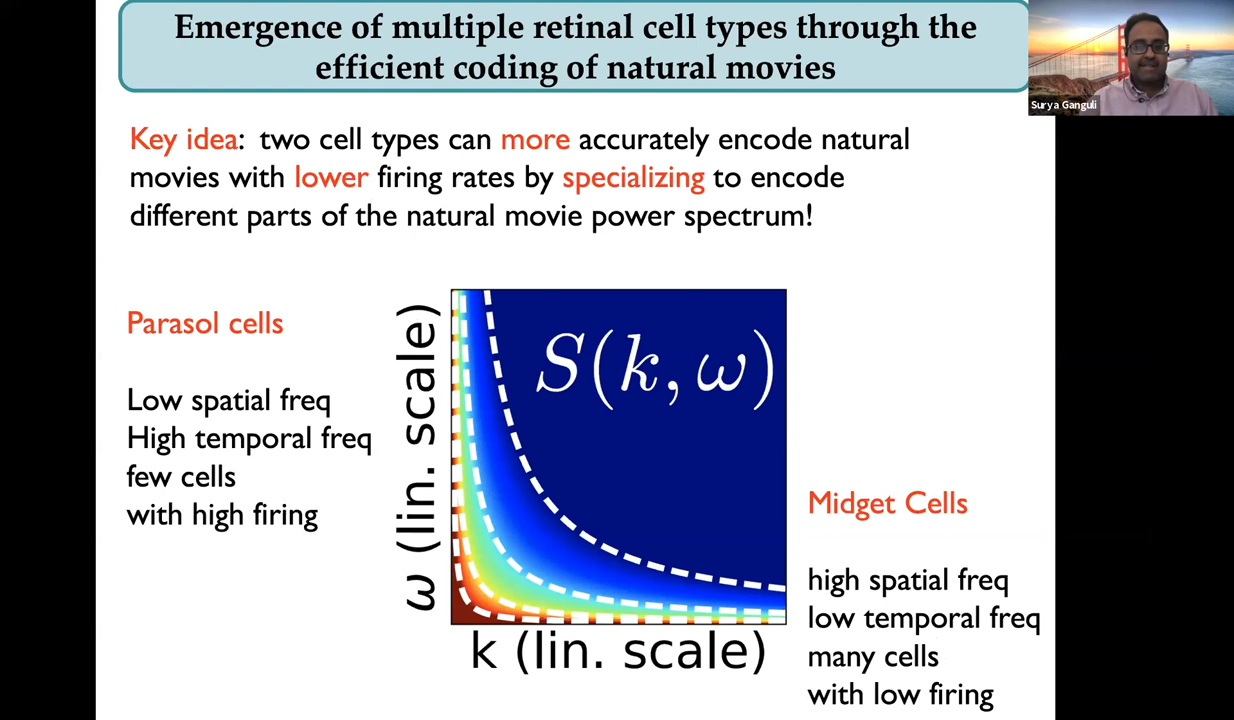 Emergence of multiple retinal cell types through the
efficient coding of natural movies
Surya Ganguli
Key idea: two cell types can more accurately encode natural
movies with lower firing rates by specializing to encode
different parts of the natural movie power spectrum!
Parasol cells
Low spatial freq
High temporal freq
few cells
with high firing
ω (lin. scale)
S(k, ω)
k (lin. scale)
Midget Cells
high spatial freq
low temporal freq
many cells
with low firing